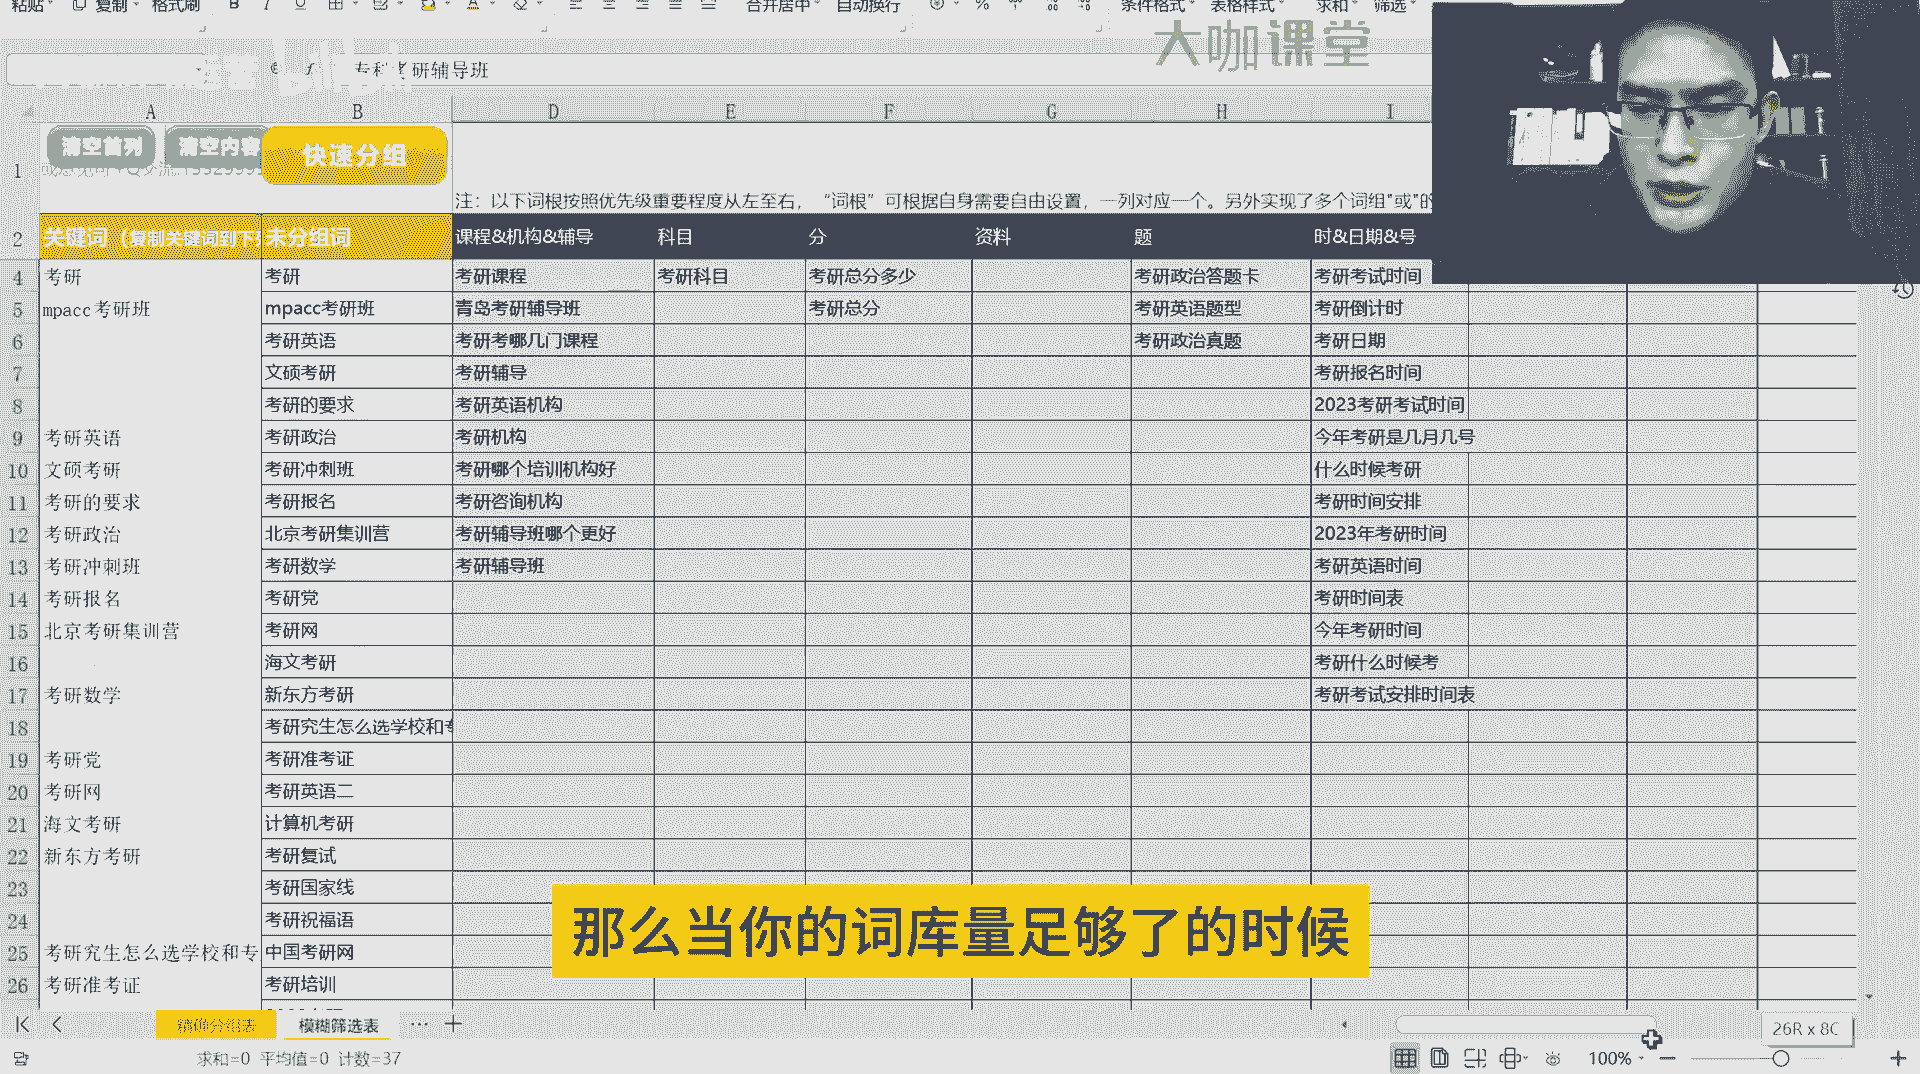 粘贴 复制 格式刷 B I U 合并居中 自动换行 % 条件格式 表格样式 求和 筛选
大咖课堂
专科考研辅导班
A B D E F G H I
清空首列 清空内容 快速分组
1
注：以下词根按照优先级重要程度从左至右，“词根”可根据自身需要自由设置，一列对应一个。另外实现了多个词组"或"的
2 关键词（复制关键词到下列 未分组词 课程&机构&辅导 科目 分 资料 题 时&日期&号
4 考研 考研 考研课程 考研科目 考研总分多少 考研政治答题卡 考研考试时间
5 mpacc考研班 mpacc考研班 青岛考研辅导班 考研总分 考研英语题型 考研倒计时
6 考研英语 考研考哪几门课程 考研政治真题 考研日期
7 文硕考研 考研辅导 考研报名时间
8 考研的要求 考研英语机构 2023考研考试时间
9 考研英语 考研政治 考研机构 今年考研是几月几号
10 文硕考研 考研冲刺班 考研哪个培训机构好 什么时候考研
11 考研的要求 考研报名 考研咨询机构 考研时间安排
12 考研政治 北京考研集训营 考研辅导班哪个更好 2023年考研时间
13 考研冲刺班 考研数学 考研辅导班 考研英语时间
14 考研报名 考研党 考研时间表
15 北京考研集训营 考研网 今年考研时间
16 海文考研 考研什么时候考
17 考研数学 新东方考研 考研考试安排时间表
18 考研究生怎么选学校和专
19 考研党 考研准考证
20 考研网 考研英语二
21 海文考研 计算机考研
22 新东方考研 考研复试
23 考研国家线
24 考研祝福语
25 考研究生怎么选学校和专 中国考研网
26 考研准考证 考研培训
那么当你的词库量足够了的时候
精确分组表 模糊筛选表 ··· +
26R x 8C
求和=0 平均值=0 计数=37
100% − +